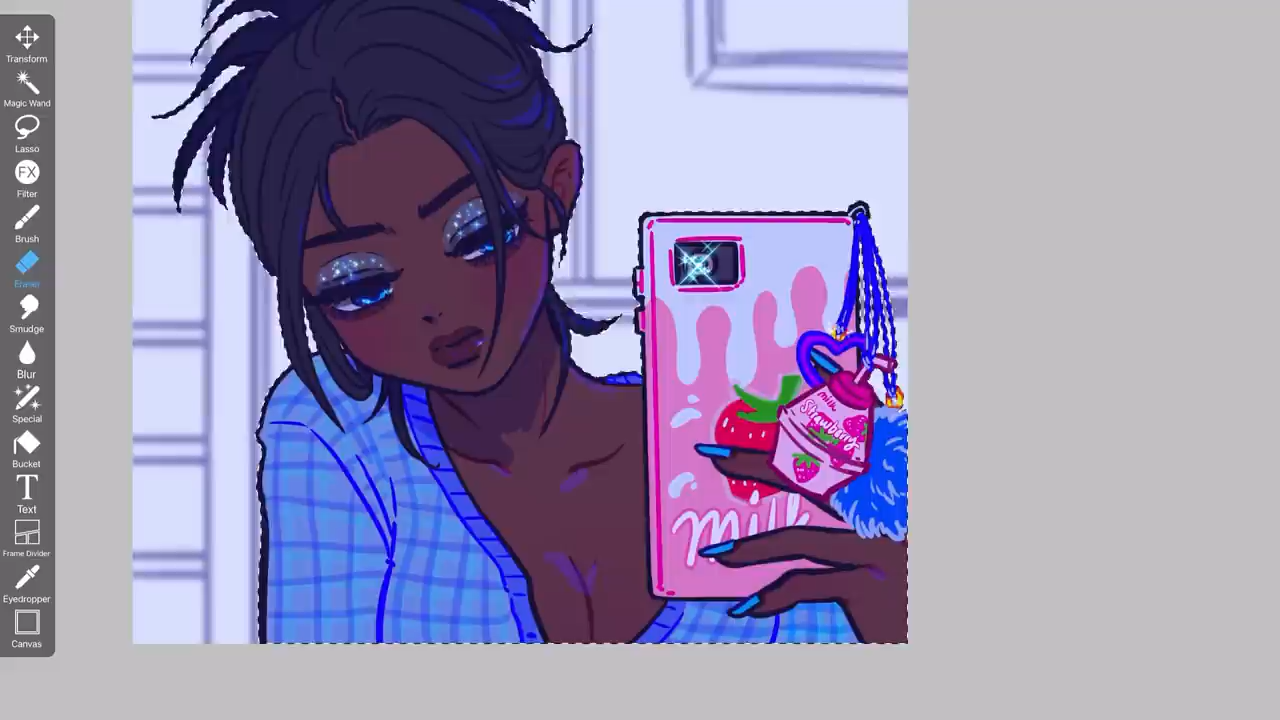 Transform
Magic Wand
Lasso
FX
Filter
Brush
Eraser
Smudge
Blur
Special
Bucket
T
Text
Frame Divider
Eyedropper
Canvas
milk
Strawberry
milk